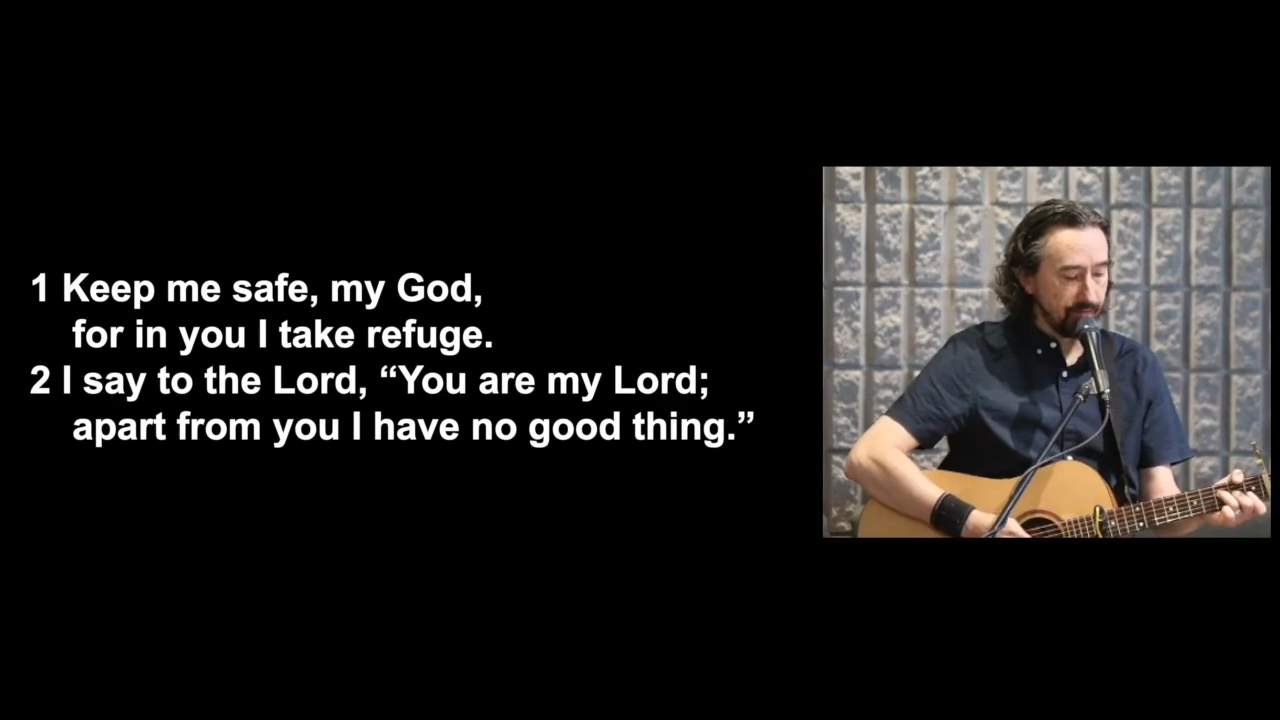 1 Keep me safe, my God,
for in you I take refuge.
2 I say to the Lord, “You are my Lord;
apart from you I have no good thing.”